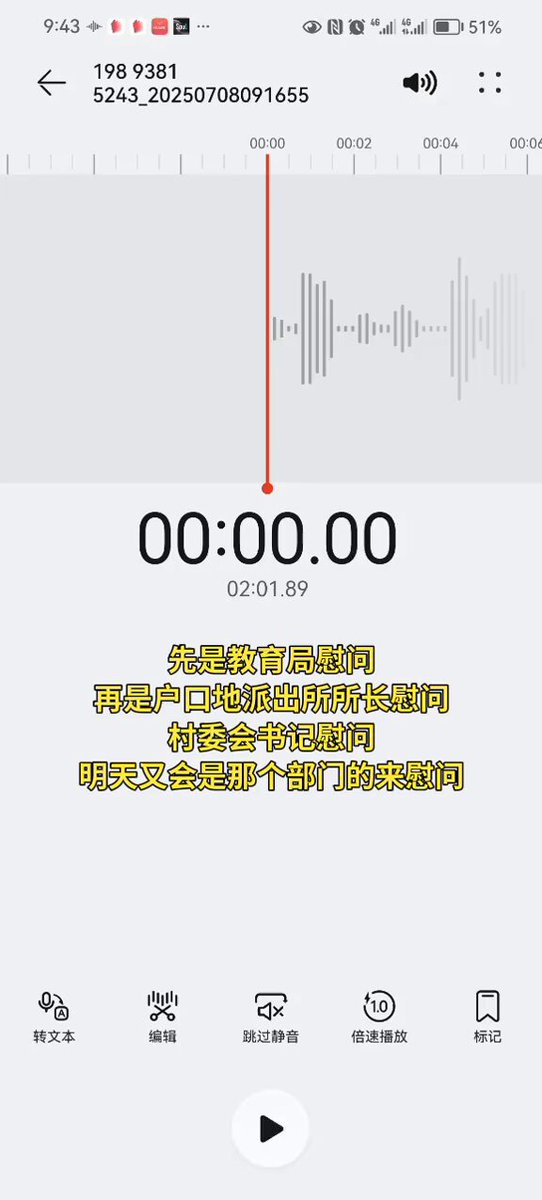 9:43
51%
198 9381
5243_20250708091655
00:00
00:02
00:04
00:00.00
02:01.89
先是教育局慰问
再是户口地派出所所长慰问
村委会书记慰问
明天又会是那个部门的来慰问
转文本
编辑
跳过静音
1.0
倍速播放
标记